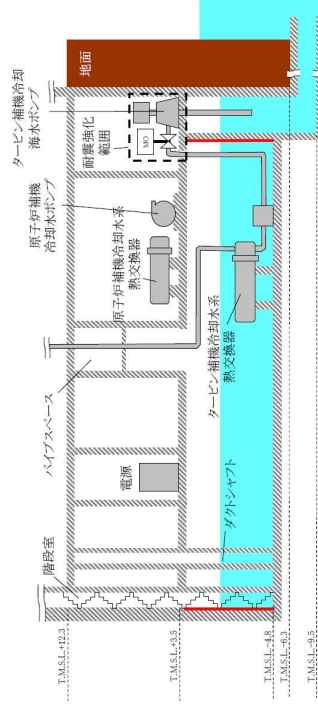 タービン補機冷却
海水ポンプ
地面
耐震強化
範囲
MO
原子炉補機
冷却水ポンプ
原子炉補機冷却水系
熱交換器
パイプスペース
タービン補機冷却水系
熱交換器
電源
ダクトシャフト
階段室
T.M.S.L.+12.3
T.M.S.L.+3.5
T.M.S.L.-4.8
T.M.S.L.-6.3
T.M.S.L.-9.5